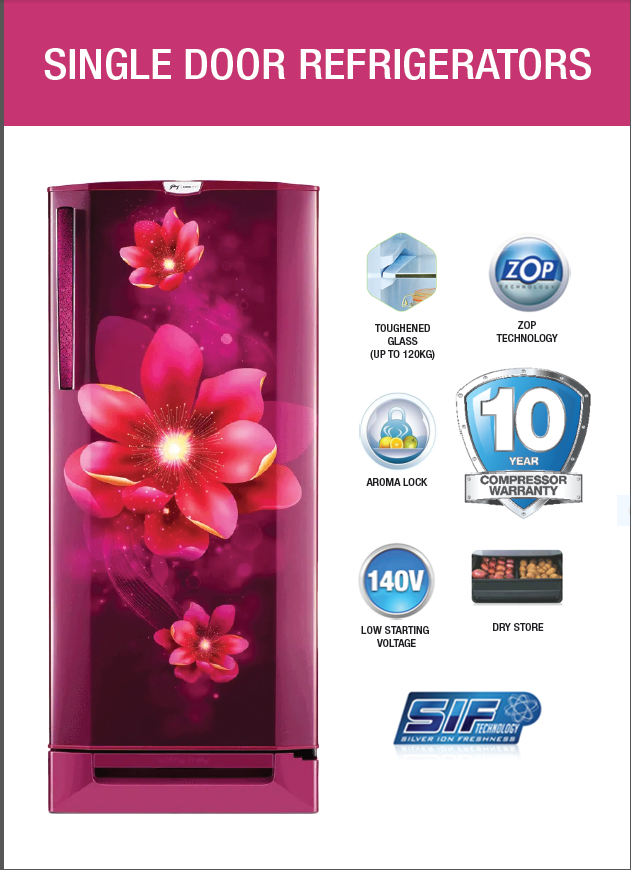 SINGLE DOOR REFRIGERATORS
TOUGHENED
GLASS
(UP TO 120KG)
ZOP
TECHNOLOGY
ZOP
TECHNOLOGY
AROMA LOCK
10
YEAR
COMPRESSOR
WARRANTY
140V
LOW STARTING
VOLTAGE
DRY STORE
SIF
TECHNOLOGY
SILVER ION FRESHNESS